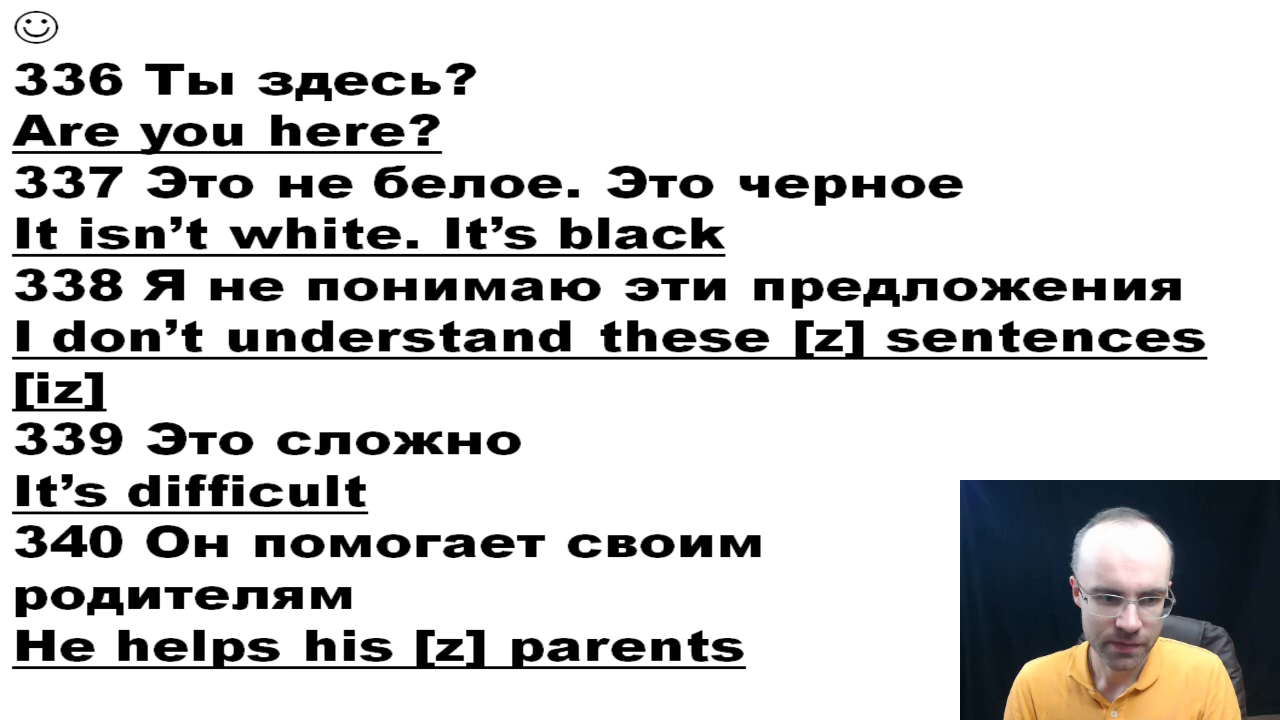 336 Ты здесь?
Are you here?
337 Это не белое. Это черное
It isn’t white. It’s black
338 Я не понимаю эти предложения
I don’t understand these [z] sentences
[iz]
339 Это сложно
It’s difficult
340 Он помогает своим
родителям
He helps his [z] parents